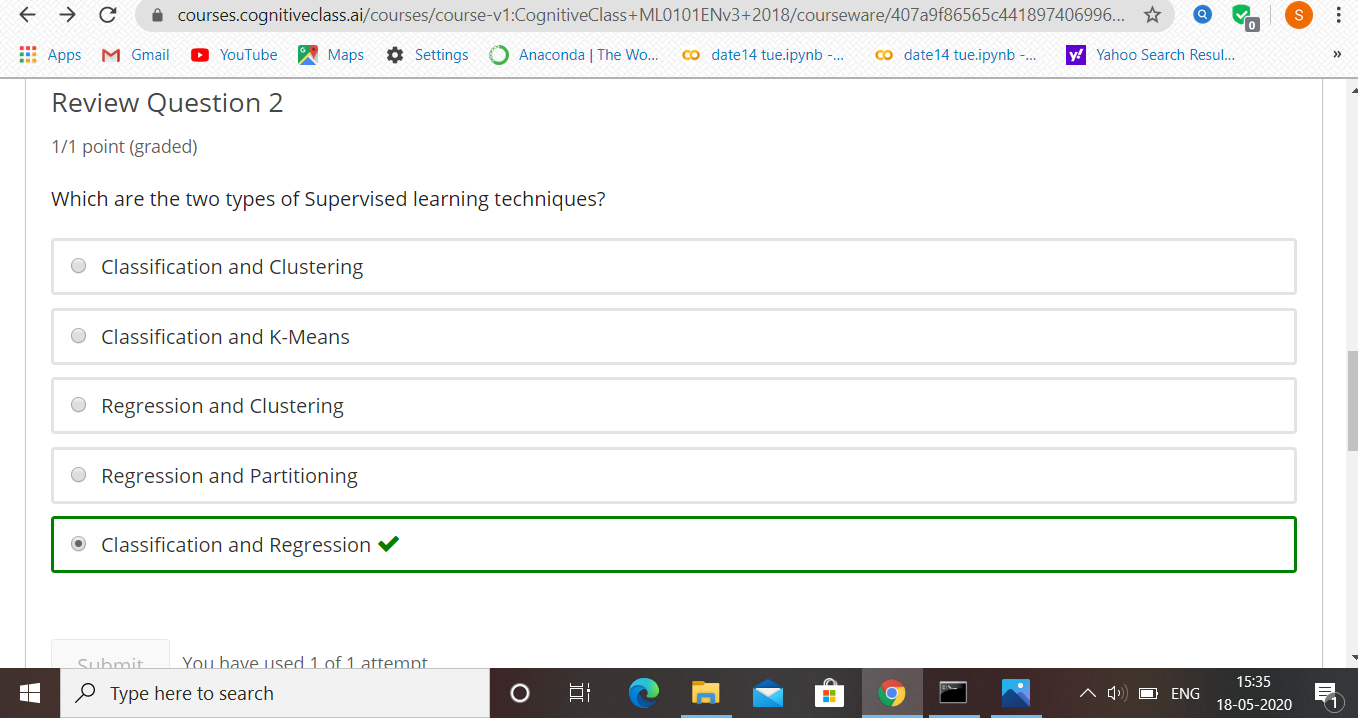 courses.cognitiveclass.ai/courses/course-v1:CognitiveClass+ML0101ENv3+2018/courseware/407a9f86565c441897406996...
0
S
Apps
Gmail
YouTube
Maps
Settings
Anaconda | The Wo...
date14 tue.ipynb -...
date14 tue.ipynb -...
y!
Yahoo Search Resul...
»
Review Question 2
1/1 point (graded)
Which are the two types of Supervised learning techniques?
Classification and Clustering
Classification and K-Means
Regression and Clustering
Regression and Partitioning
Classification and Regression
Submit
You have used 1 of 1 attempt
Type here to search
ENG
15:35
18-05-2020
1